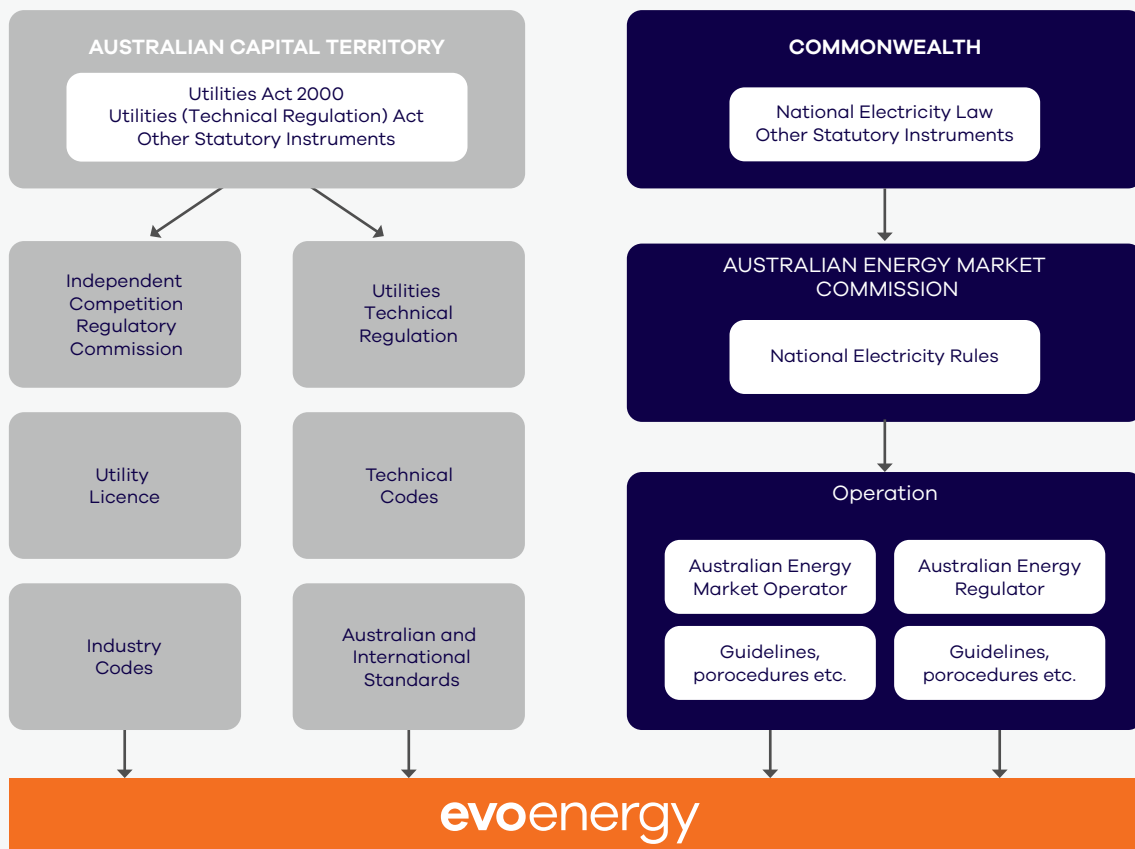 AUSTRALIAN CAPITAL TERRITORY
Utilities Act 2000
Utilities (Technical Regulation) Act
Other Statutory Instruments
Independent
Competition
Regulatory
Commission
Utilities
Technical
Regulation
Utility
Licence
Technical
Codes
Industry
Codes
Australian and
International
Standards
COMMONWEALTH
National Electricity Law
Other Statutory Instruments
AUSTRALIAN ENERGY MARKET
COMMISSION
National Electricity Rules
Operation
Australian Energy
Market Operator
Australian Energy
Regulator
Guidelines,
porocedures etc.
Guidelines,
porocedures etc.
evoenergy